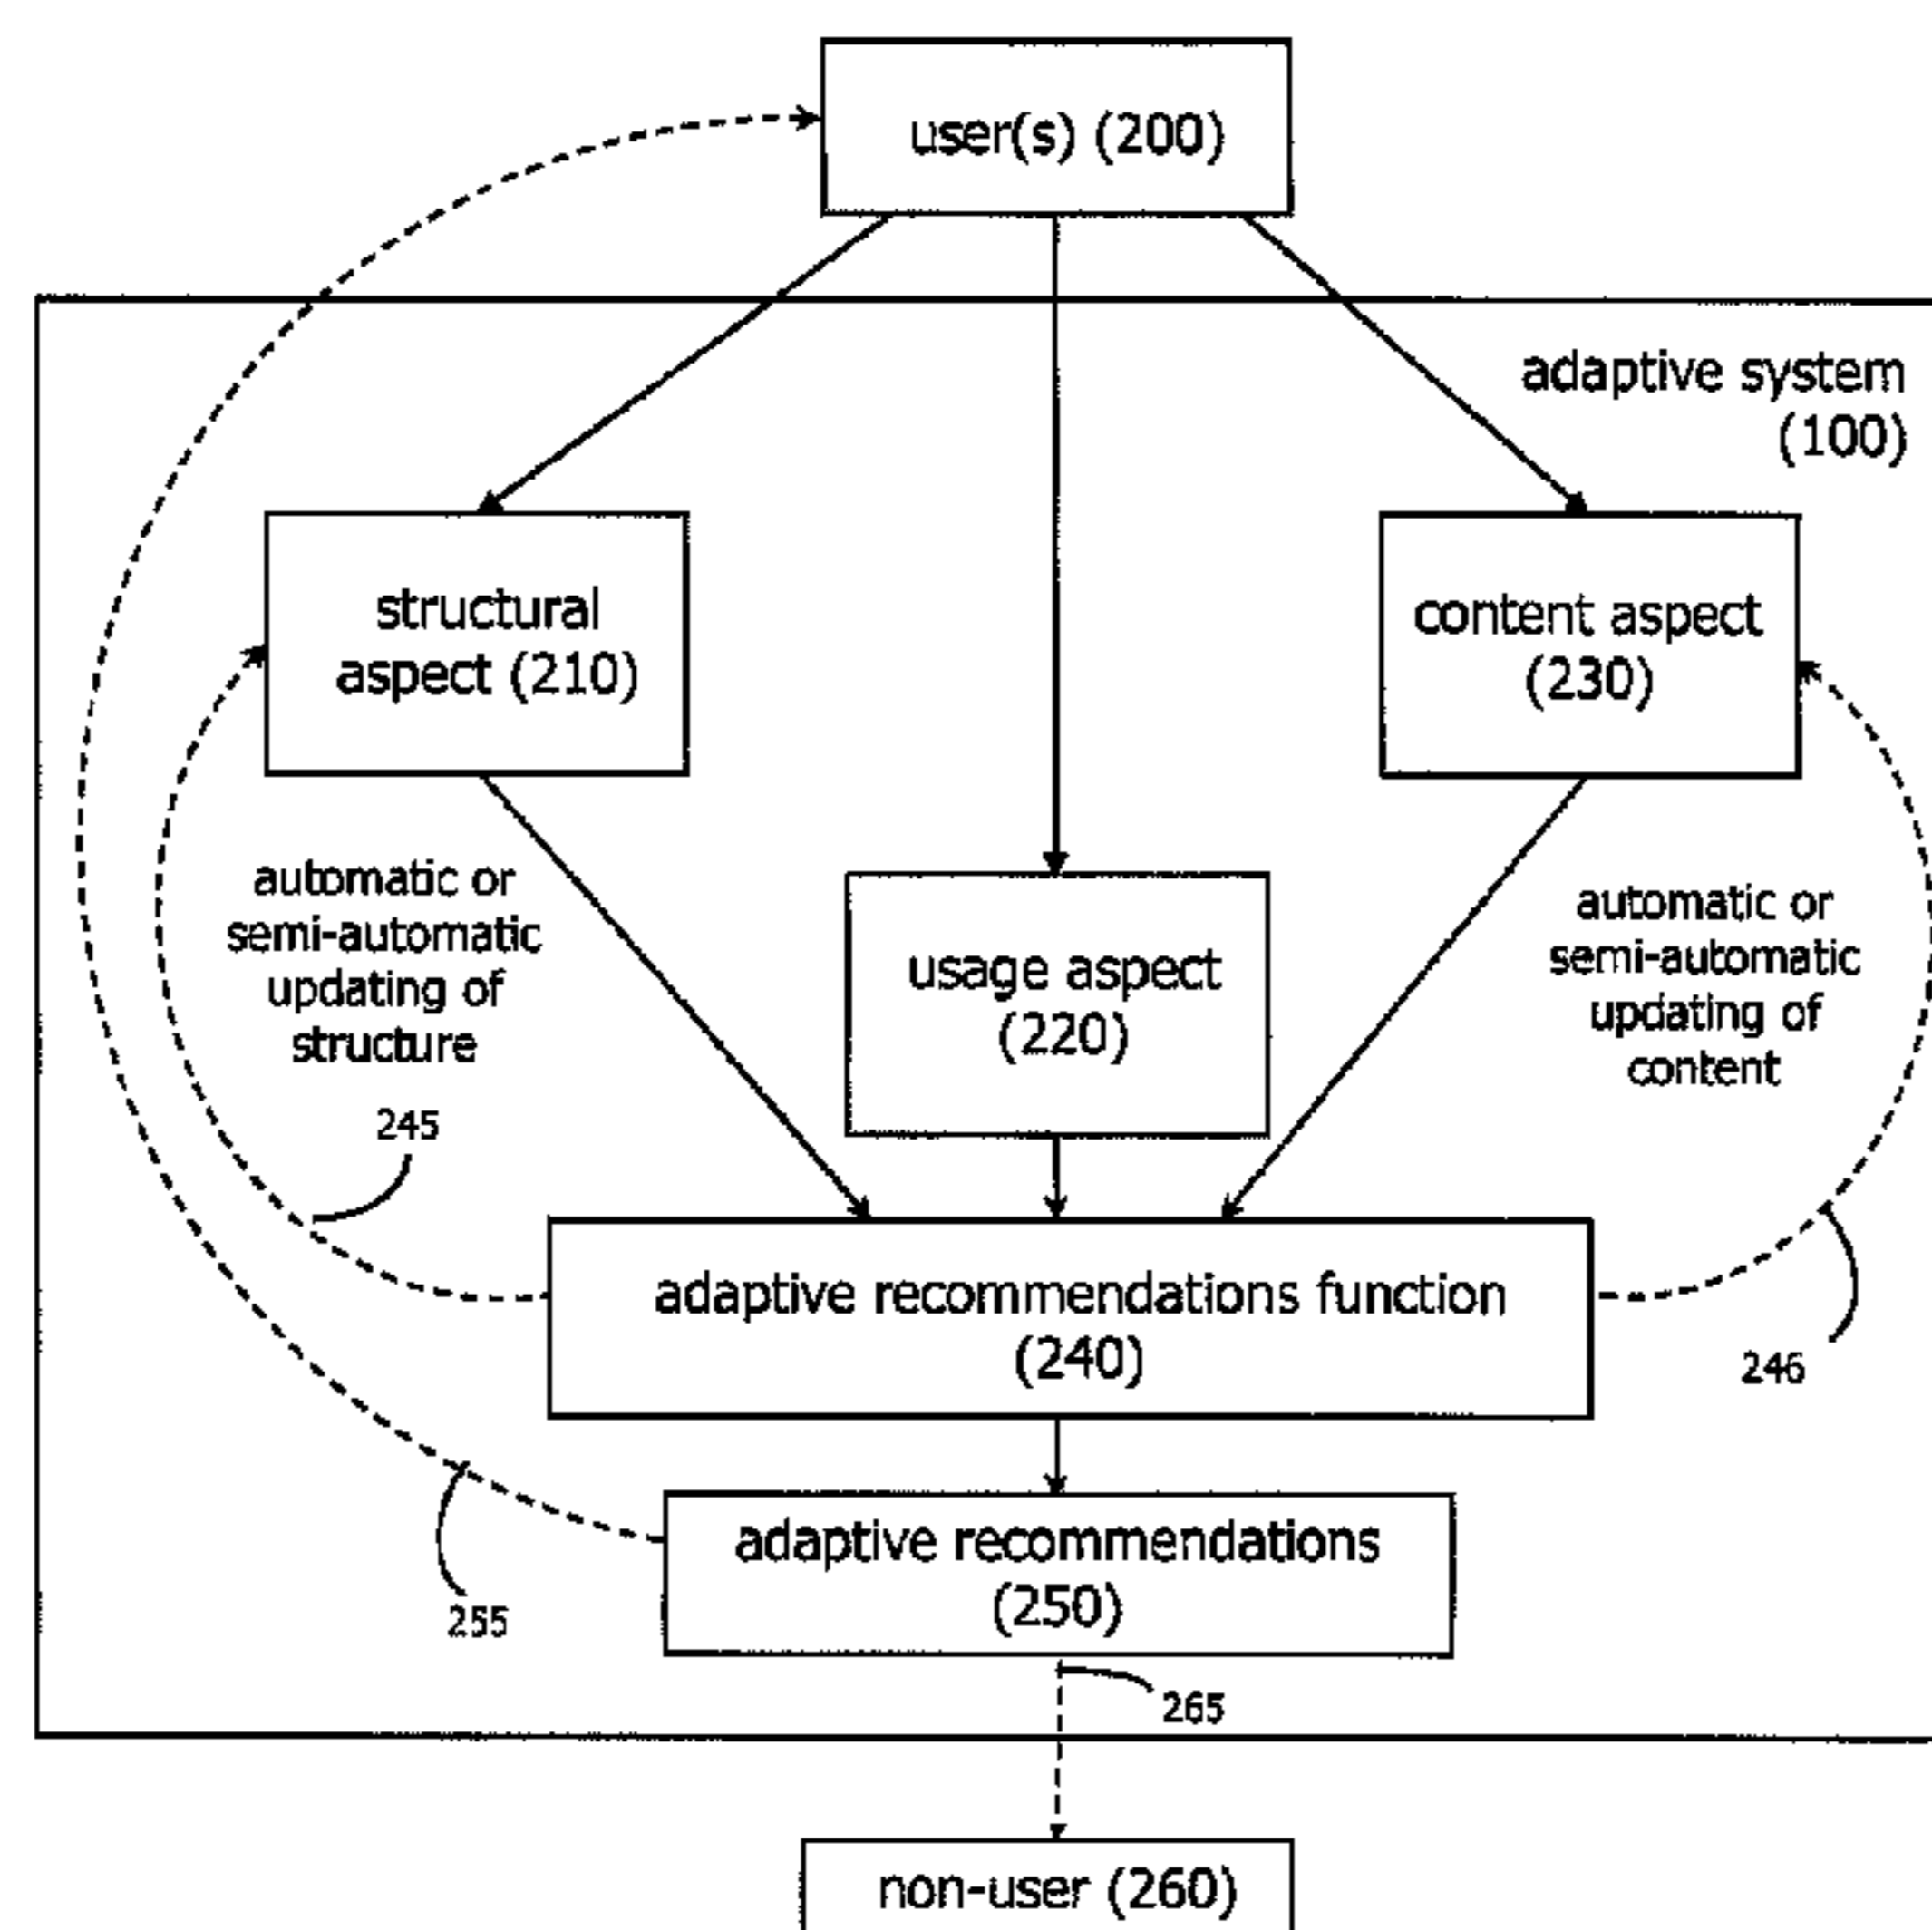 user(s) (200)
adaptive system
(100)
structural
aspect (210)
content aspect
(230)
automatic or
semi-automatic
updating of
structure
245
usage aspect
(220)
automatic or
semi-automatic
updating of
content
246
adaptive recommendations function
(240)
adaptive recommendations
(250)
255
265
non-user (260)